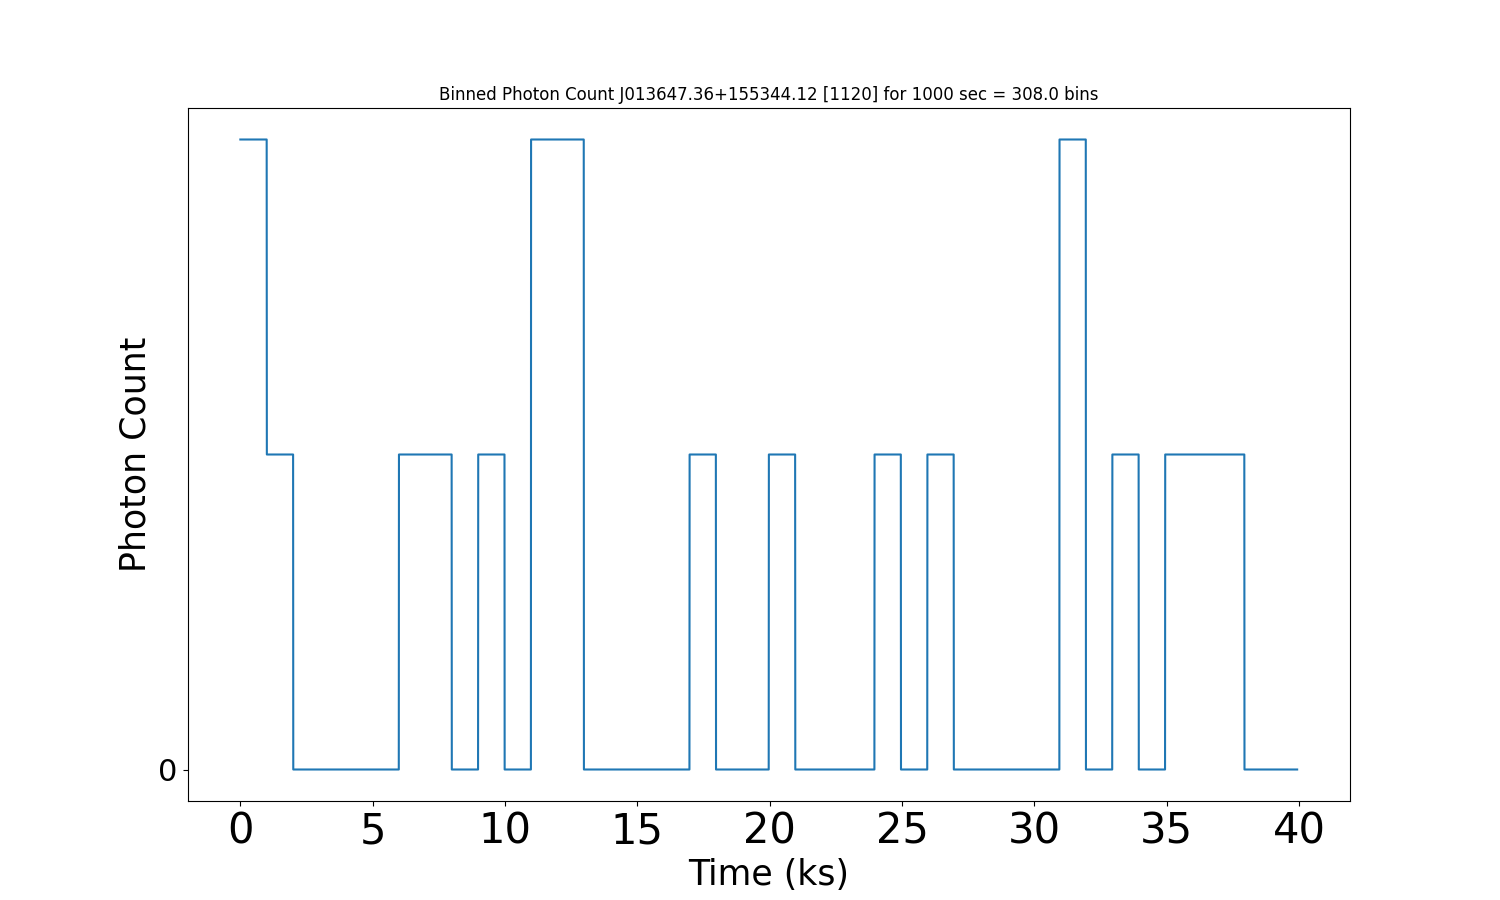 Binned Photon Count J013647.36+155344.12 [1120] for 1000 sec = 308.0 bins
Photon Count
0
0 5 10 15 20 25 30 35 40
Time (ks)